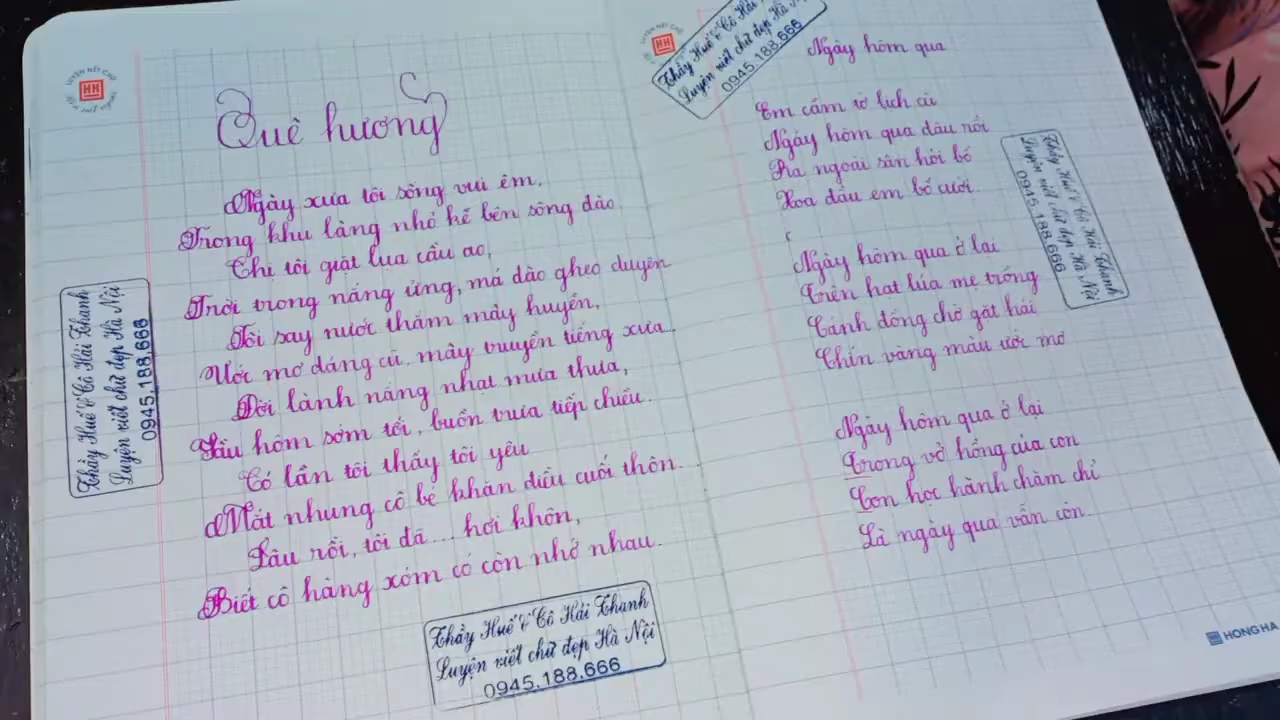 Quê hương
Ngày xưa tôi sống vui êm,
Trong khu làng nhỏ kế bên sông đào
Chị tôi giặt lụa cầu ao,
Trời trong nắng ửng, má đào ghẹo duyên
Tôi say nước thắm mây huyền,
Ước mơ dáng cũ, mây truyền tiếng xưa.
Đời lành nắng nhạt mưa thưa,
Sầu hôm sớm tối, buồn trưa tiếp chiều.
Có lần tôi thấy tôi yêu
Mắt nhung cô bé khăn điều cuối thôn.
Lâu rồi, tôi đã... hơi khôn,
Biết cô hàng xóm có còn nhớ nhau.
Thầy Huế & Cô Hải Thanh
Luyện viết chữ đẹp Hà Nội
0945.188.666
Thầy Huế & Cô Hải Thanh
Luyện viết chữ đẹp Hà Nội
0945.188.666
LUYỆN NÉT CHỮ
HH
Ngày hôm qua
Em cầm tờ lịch cũ
Ngày hôm qua đâu rồi
Ra ngoài sân hỏi bố
Xoa đầu em bố cười.
Ngày hôm qua ở lại
Trên hạt lúa mẹ trồng
Cánh đồng chờ gặt hái
Chín vàng màu ước mơ
Ngày hôm qua ở lại
Trong vở hồng của con
Con học hành chăm chỉ
Là ngày qua vẫn còn.
Thầy Huế & Cô Hải
Luyện viết chữ đẹp Hà Nội
0945.188.666
Thầy Huế & Cô Hải Thanh
Luyện viết chữ đẹp Hà Nội
0945.188.666
HONG HA